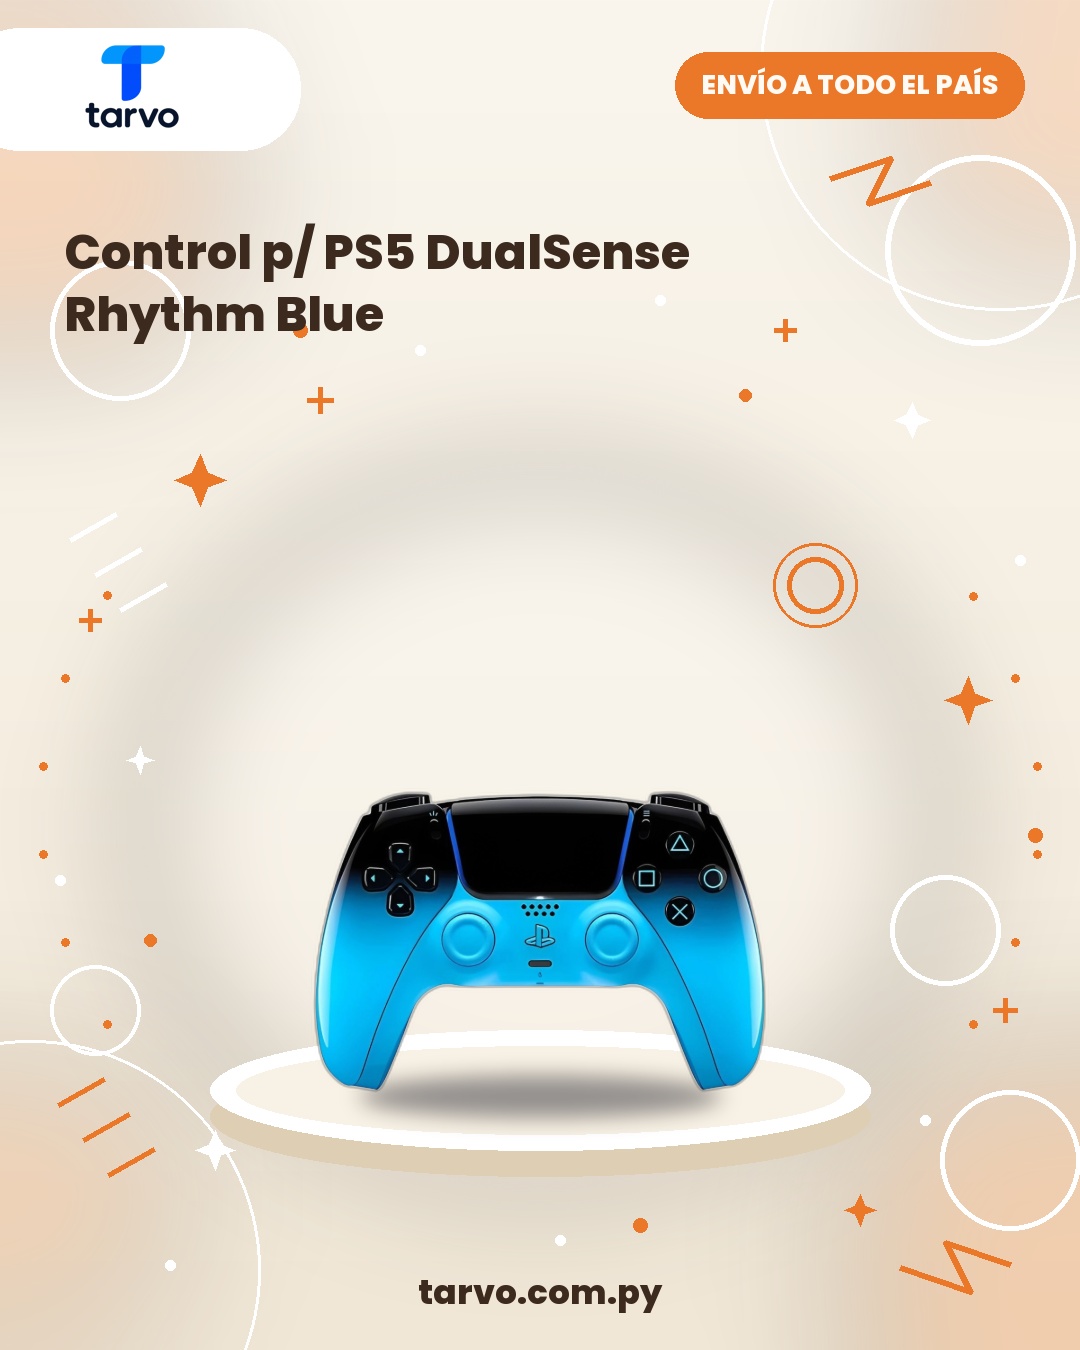 tarvo
ENVÍO A TODO EL PAÍS
Control p/ PS5 DualSense
Rhythm Blue
tarvo.com.py